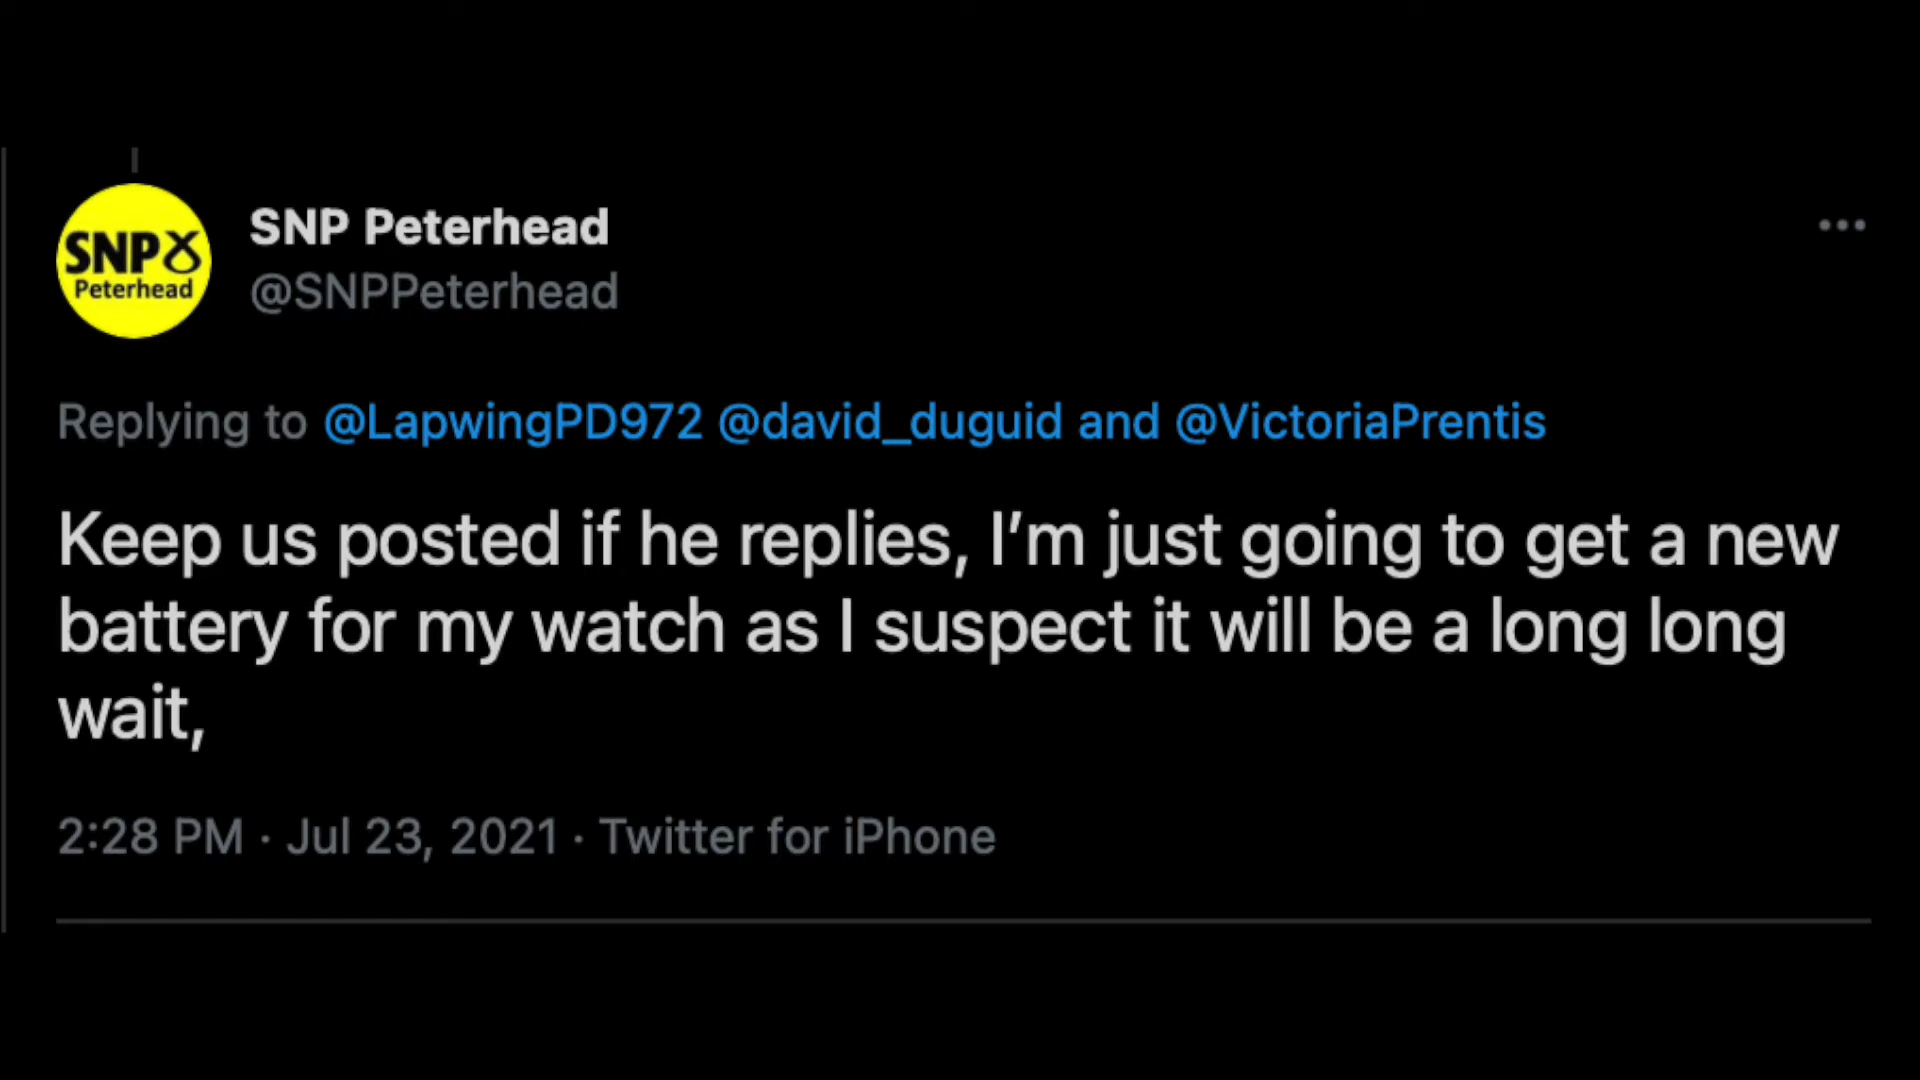 SNP
Peterhead
SNP Peterhead
@SNPPeterhead
Replying to @LapwingPD972 @david_duguid and @VictoriaPrentis
Keep us posted if he replies, I’m just going to get a new
battery for my watch as I suspect it will be a long long
wait,
2:28 PM · Jul 23, 2021 · Twitter for iPhone